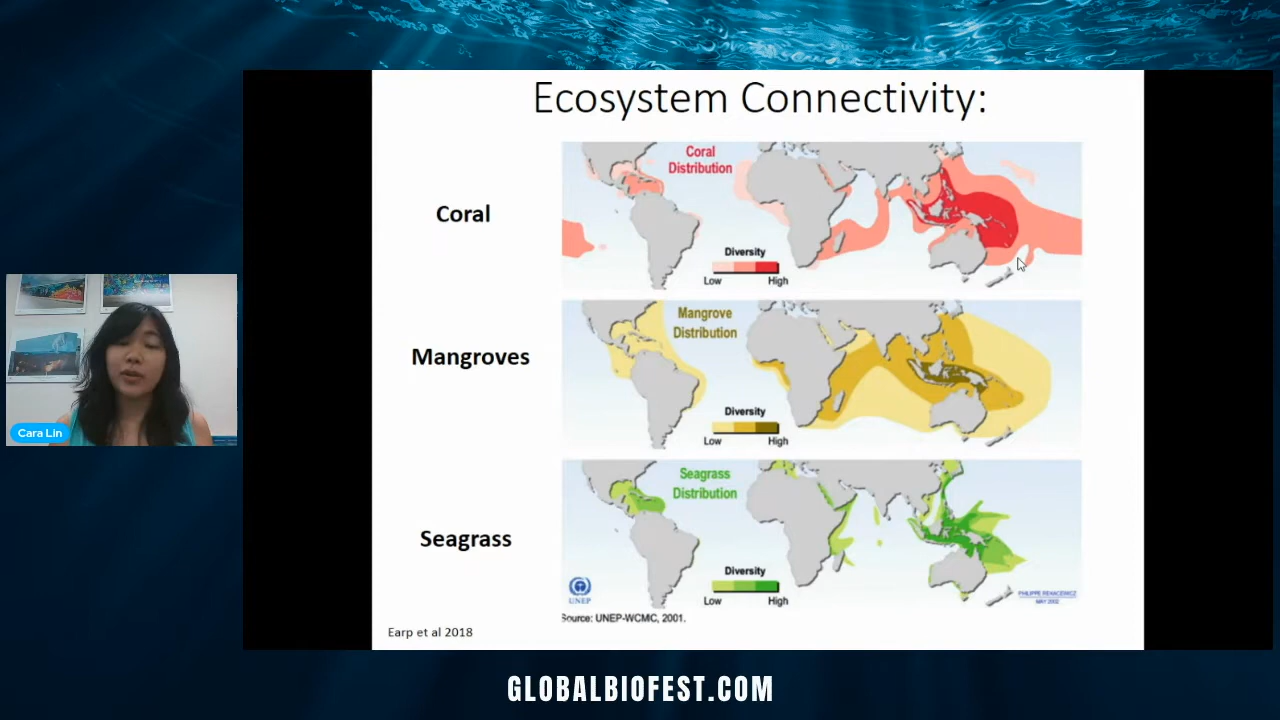 Ecosystem Connectivity:
Coral
Coral
Distribution
Diversity
Low High
Mangroves
Mangrove
Distribution
Diversity
Low High
Seagrass
Seagrass
Distribution
Diversity
Low High
UNEP
PHILIPPE REKACEWICZ
MAY 2002
Source: UNEP-WCMC, 2001.
Earp et al 2018
Cara Lin
GLOBALBIOFEST.COM